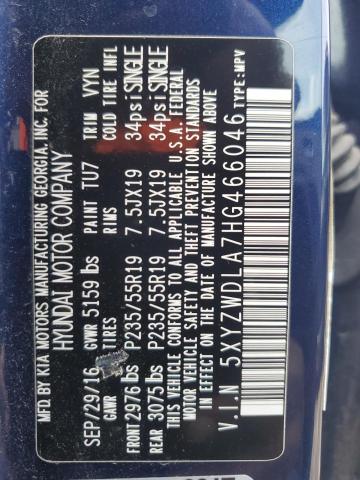 MFD. BY KIA MOTORS MANUFACTURING GEORGIA, INC. FOR
HYUNDAI MOTOR COMPANY
SEP/29/16 GVWR 5159 lbs PAINT TU7 TRIM VYN
GAWR TIRES RIMS COLD TIRE INFL
FRONT 2976 lbs P235/55R19 7.5JX19 34psi SINGLE
REAR 3075 lbs P235/55R19 7.5JX19 34psi SINGLE
THIS VEHICLE CONFORMS TO ALL APPLICABLE U.S.A. FEDERAL
MOTOR VEHICLE SAFETY AND THEFT PREVENTION STANDARDS
IN EFFECT ON THE DATE OF MANUFACTURE SHOWN ABOVE
V.I.N 5XYZWDLA7HG466046 TYPE:MPV